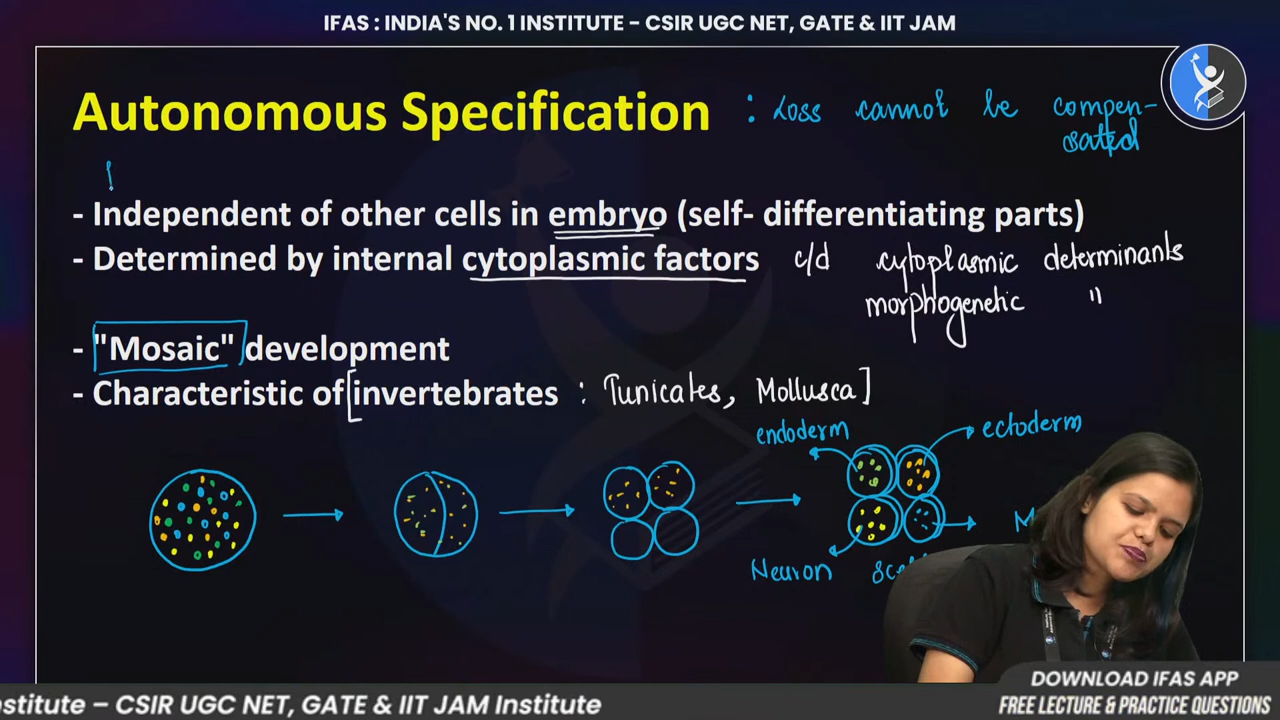 IFAS : INDIA'S NO. 1 INSTITUTE – CSIR UGC NET, GATE & IIT JAM
Autonomous Specification : Loss cannot be compen-
sated
- Independent of other cells in embryo (self- differentiating parts)
- Determined by internal cytoplasmic factors c/d cytoplasmic determinants
morphogenetic "
- "Mosaic" development
- Characteristic of [invertebrates : Tunicates, Mollusca]
endoderm ectoderm
Neuron
DOWNLOAD IFAS APP
stitute – CSIR UGC NET, GATE & IIT JAM Institute
FREE LECTURE & PRACTICE QUESTIONS